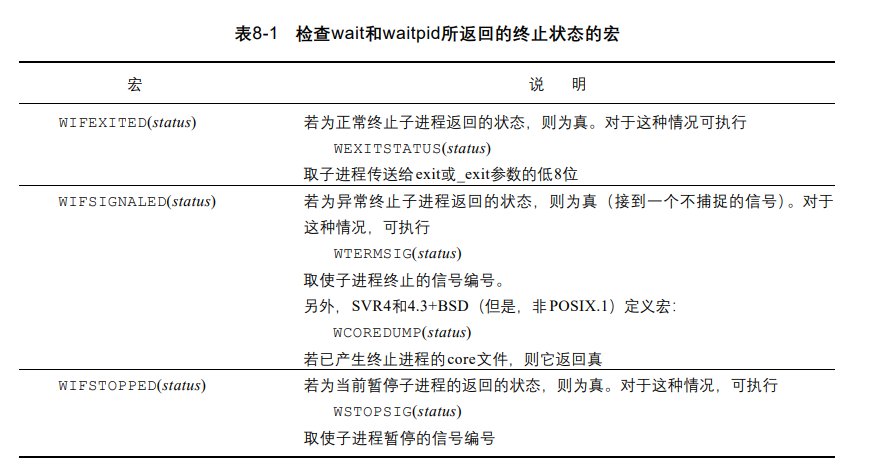 表8-1 检查wait和waitpid所返回的终止状态的宏
宏 说 明
WIFEXITED(status) 若为正常终止子进程返回的状态，则为真。对于这种情况可执行
WEXITSTATUS(status)
取子进程传送给exit或_exit参数的低8位
WIFSIGNALED(status) 若为异常终止子进程返回的状态，则为真（接到一个不捕捉的信号）。对于
这种情况，可执行
WTERMSIG(status)
取使子进程终止的信号编号。
另外，SVR4和4.3+BSD（但是，非POSIX.1）定义宏：
WCOREDUMP(status)
若已产生终止进程的core文件，则它返回真
WIFSTOPPED(status) 若为当前暂停子进程的返回的状态，则为真。对于这种情况，可执行
WSTOPSIG(status)
取使子进程暂停的信号编号